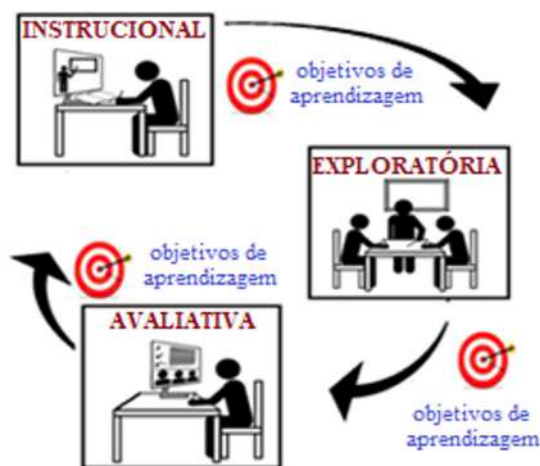 INSTRUCIONAL
objetivos de
aprendizagem
EXPLORATÓRIA
objetivos de
aprendizagem
AVALIATIVA
objetivos de
aprendizagem